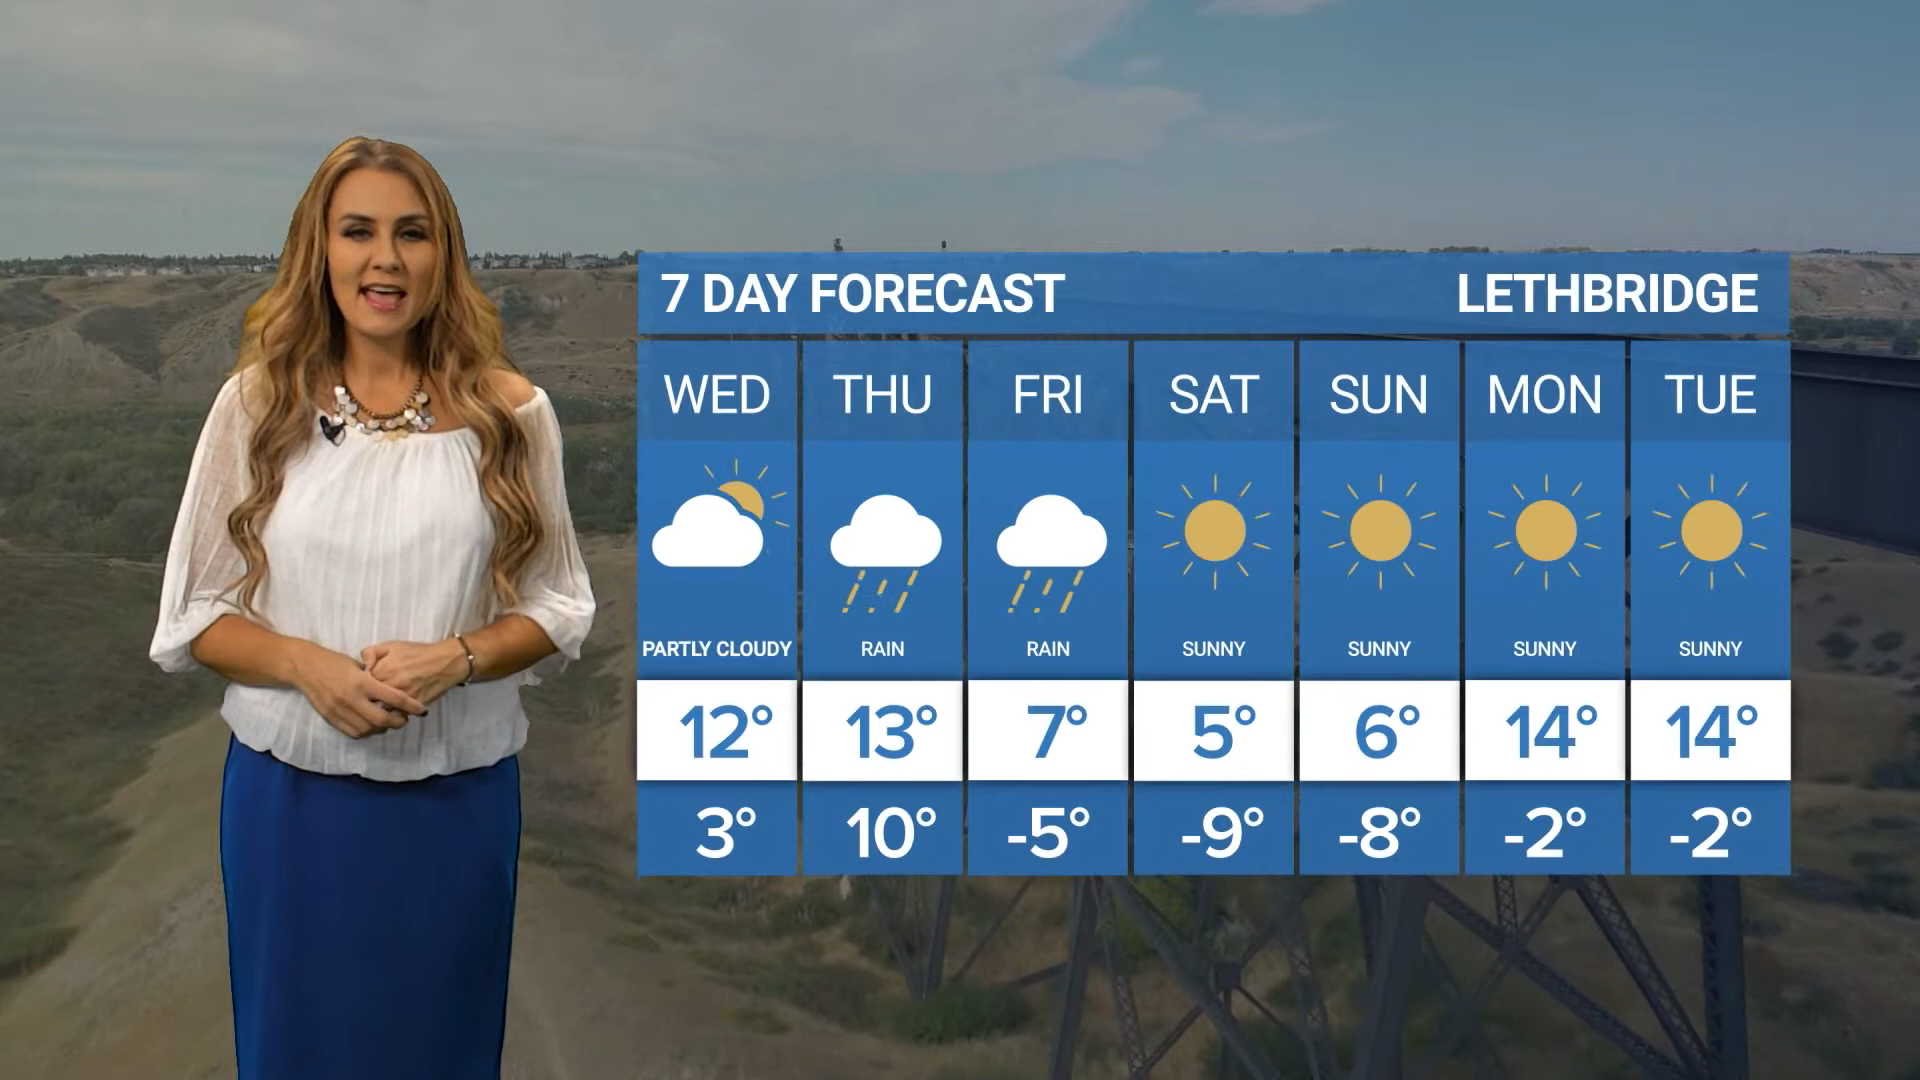 7 DAY FORECAST LETHBRIDGE
WED THU FRI SAT SUN MON TUE
PARTLY CLOUDY RAIN RAIN SUNNY SUNNY SUNNY SUNNY
12° 13° 7° 5° 6° 14° 14°
3° 10° -5° -9° -8° -2° -2°